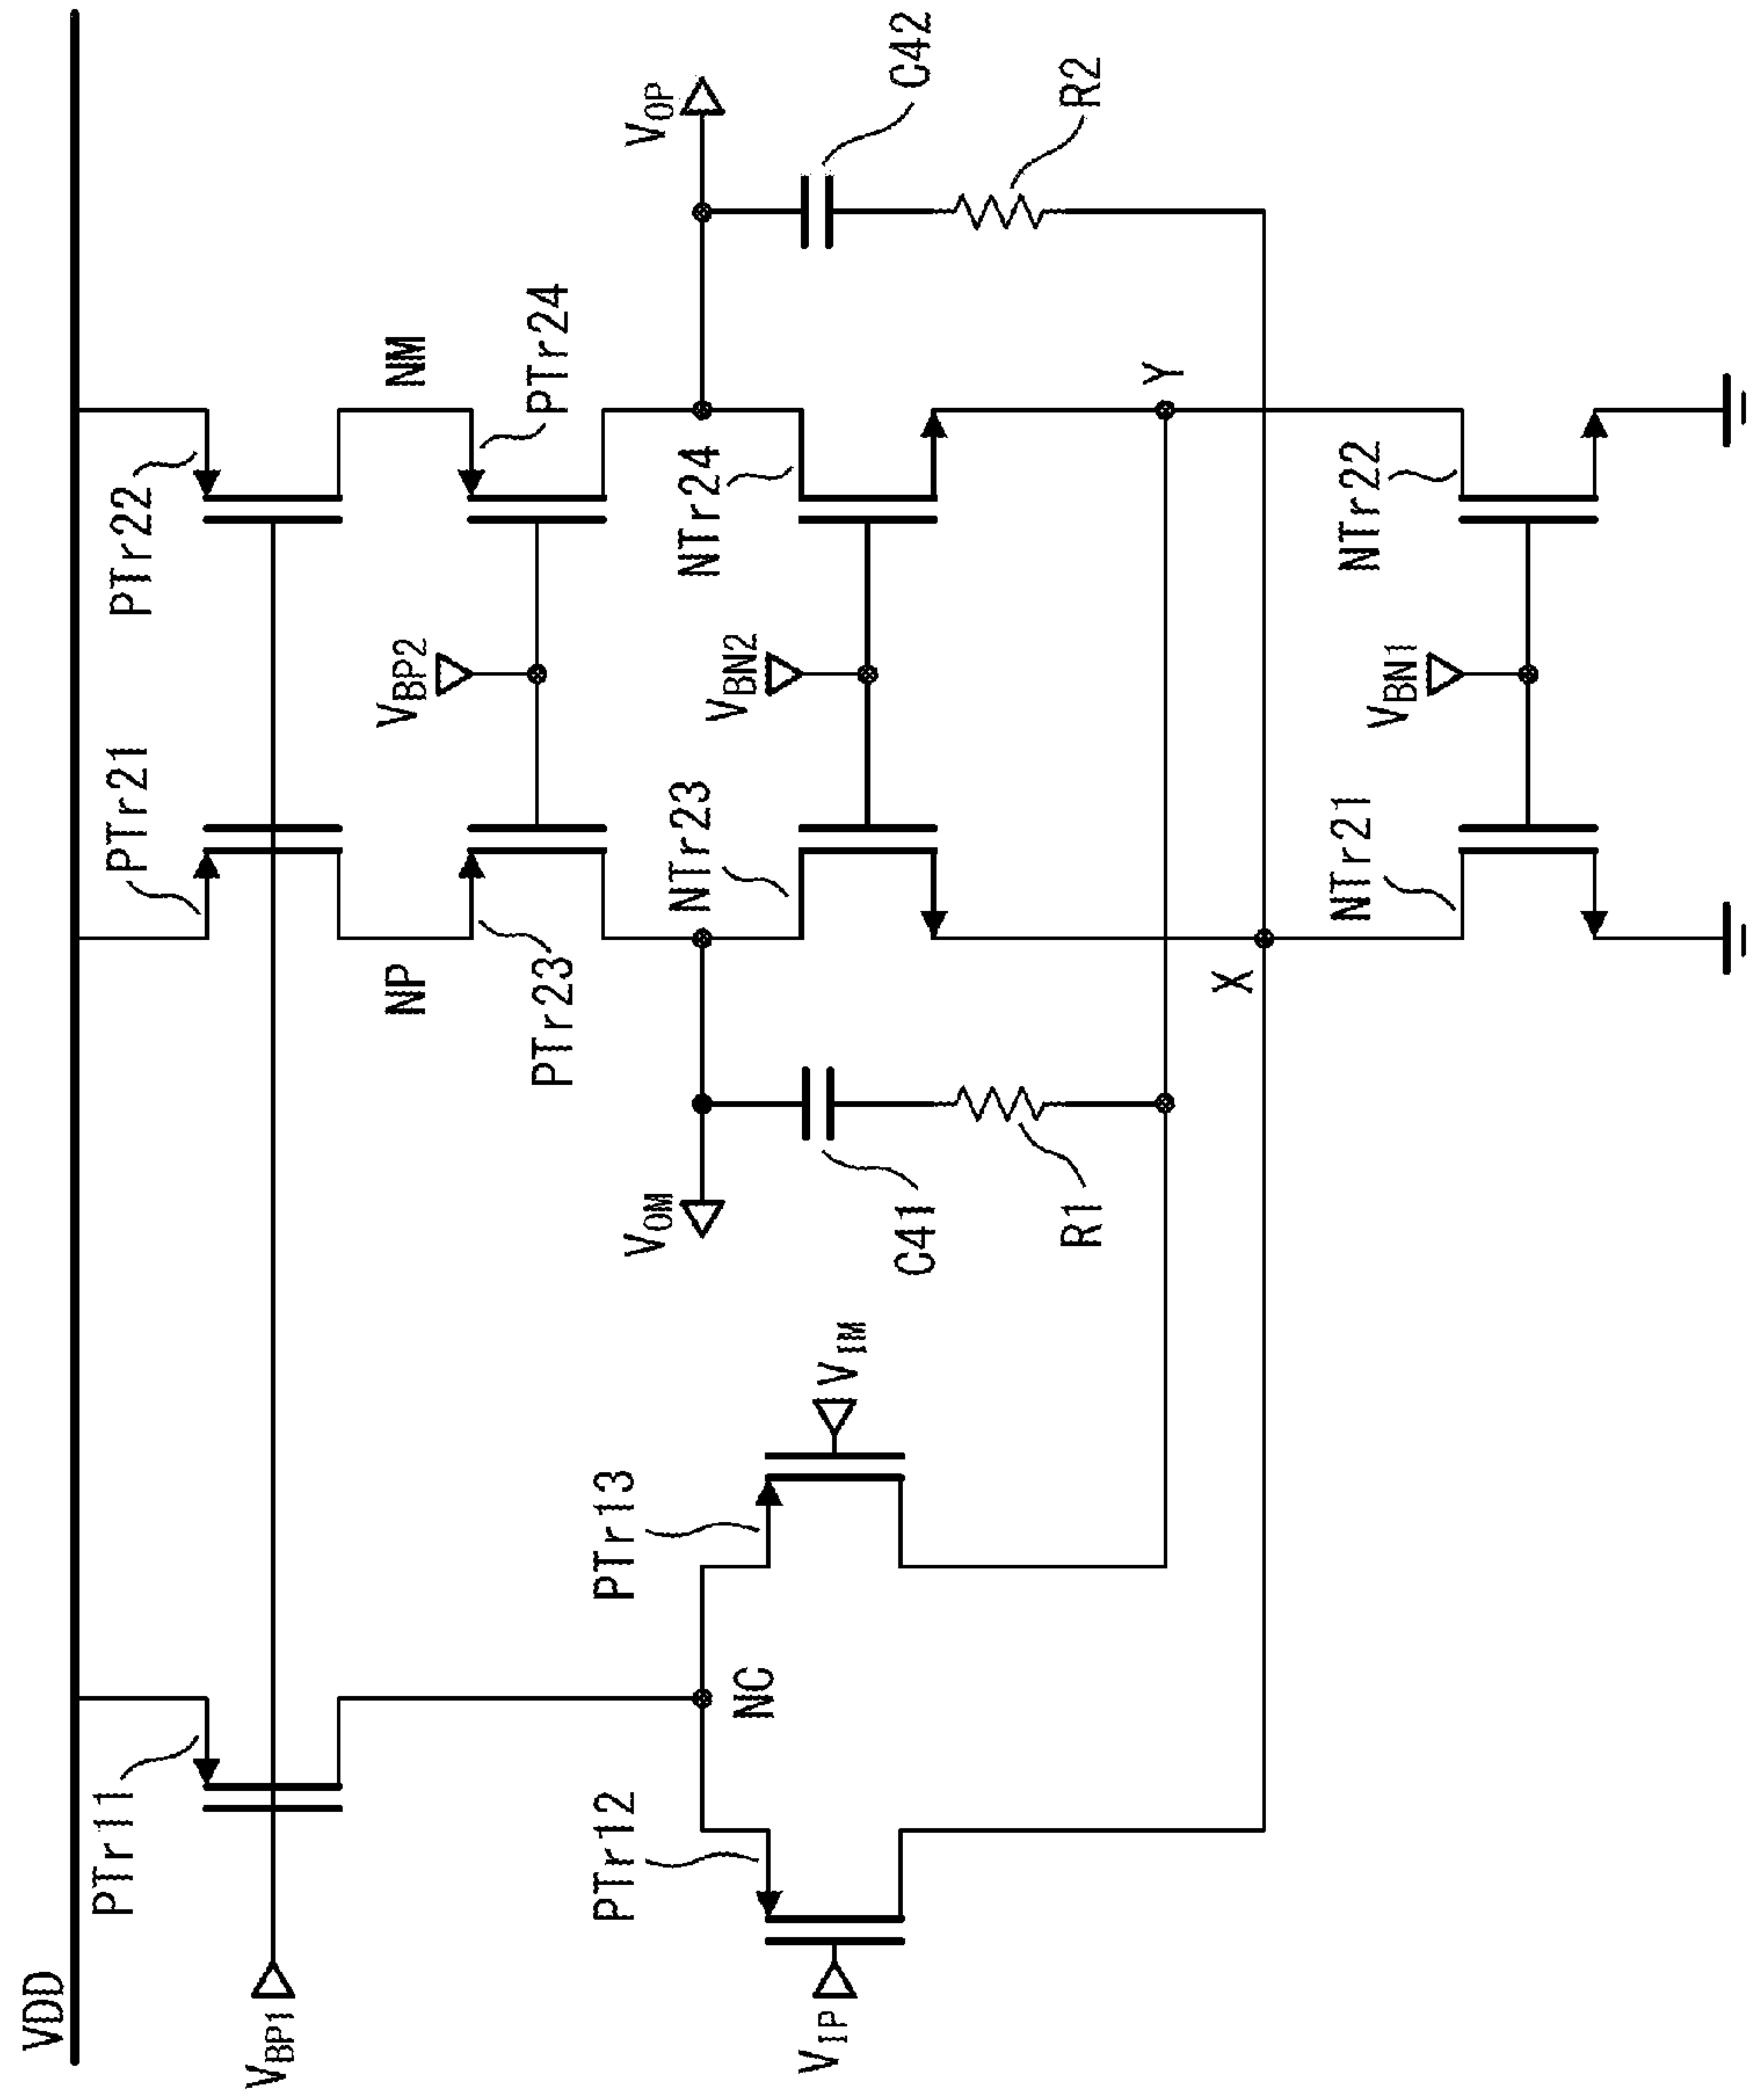 VDD
PTr11
PTr21
PTr22
V_BP1
NP
NM
V_BP2
PTr23
PTr24
PTr12
PTr13
V_OM
V_OP
NC
NTr23
NTr24
V_BN2
V_IP
V_IM
C41
C42
R1
R2
Y
X
NTr21
NTr22
V_BN1